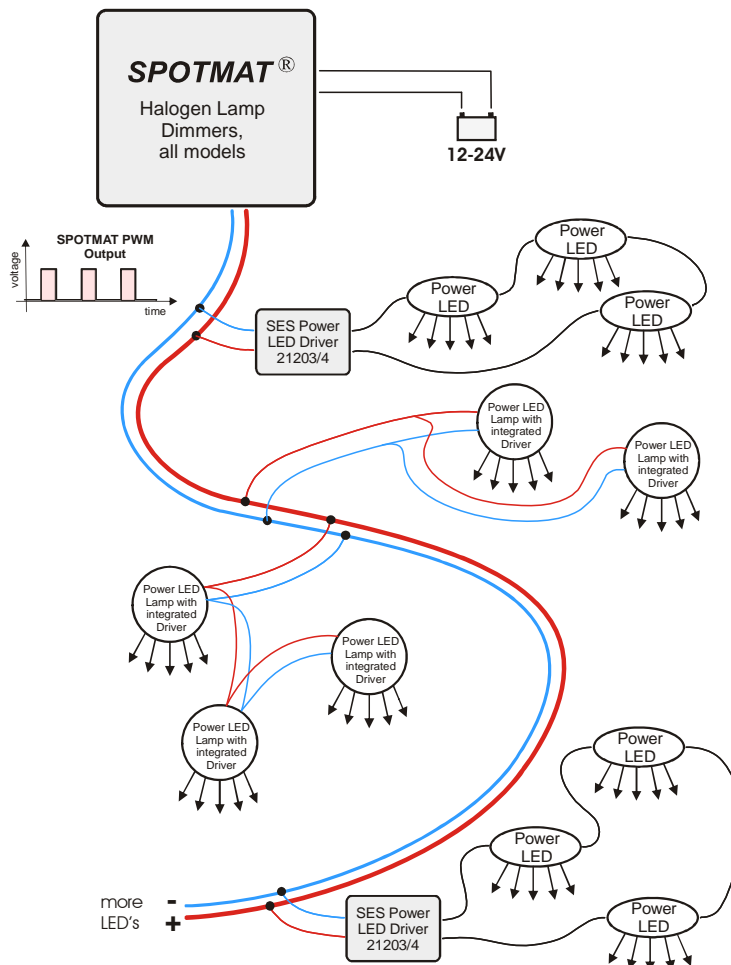 SPOTMAT ®
Halogen Lamp
Dimmers,
all models
12-24V
SPOTMAT PWM
Output
voltage
time
Power
LED
Power
LED
Power
LED
SES Power
LED Driver
21203/4
Power LED
Lamp with
integrated
Driver
Power LED
Lamp with
integrated
Driver
Power LED
Lamp with
integrated
Driver
Power LED
Lamp with
integrated
Driver
Power LED
Lamp with
integrated
Driver
Power
LED
Power
LED
Power
LED
more -
LED's +
SES Power
LED Driver
21203/4